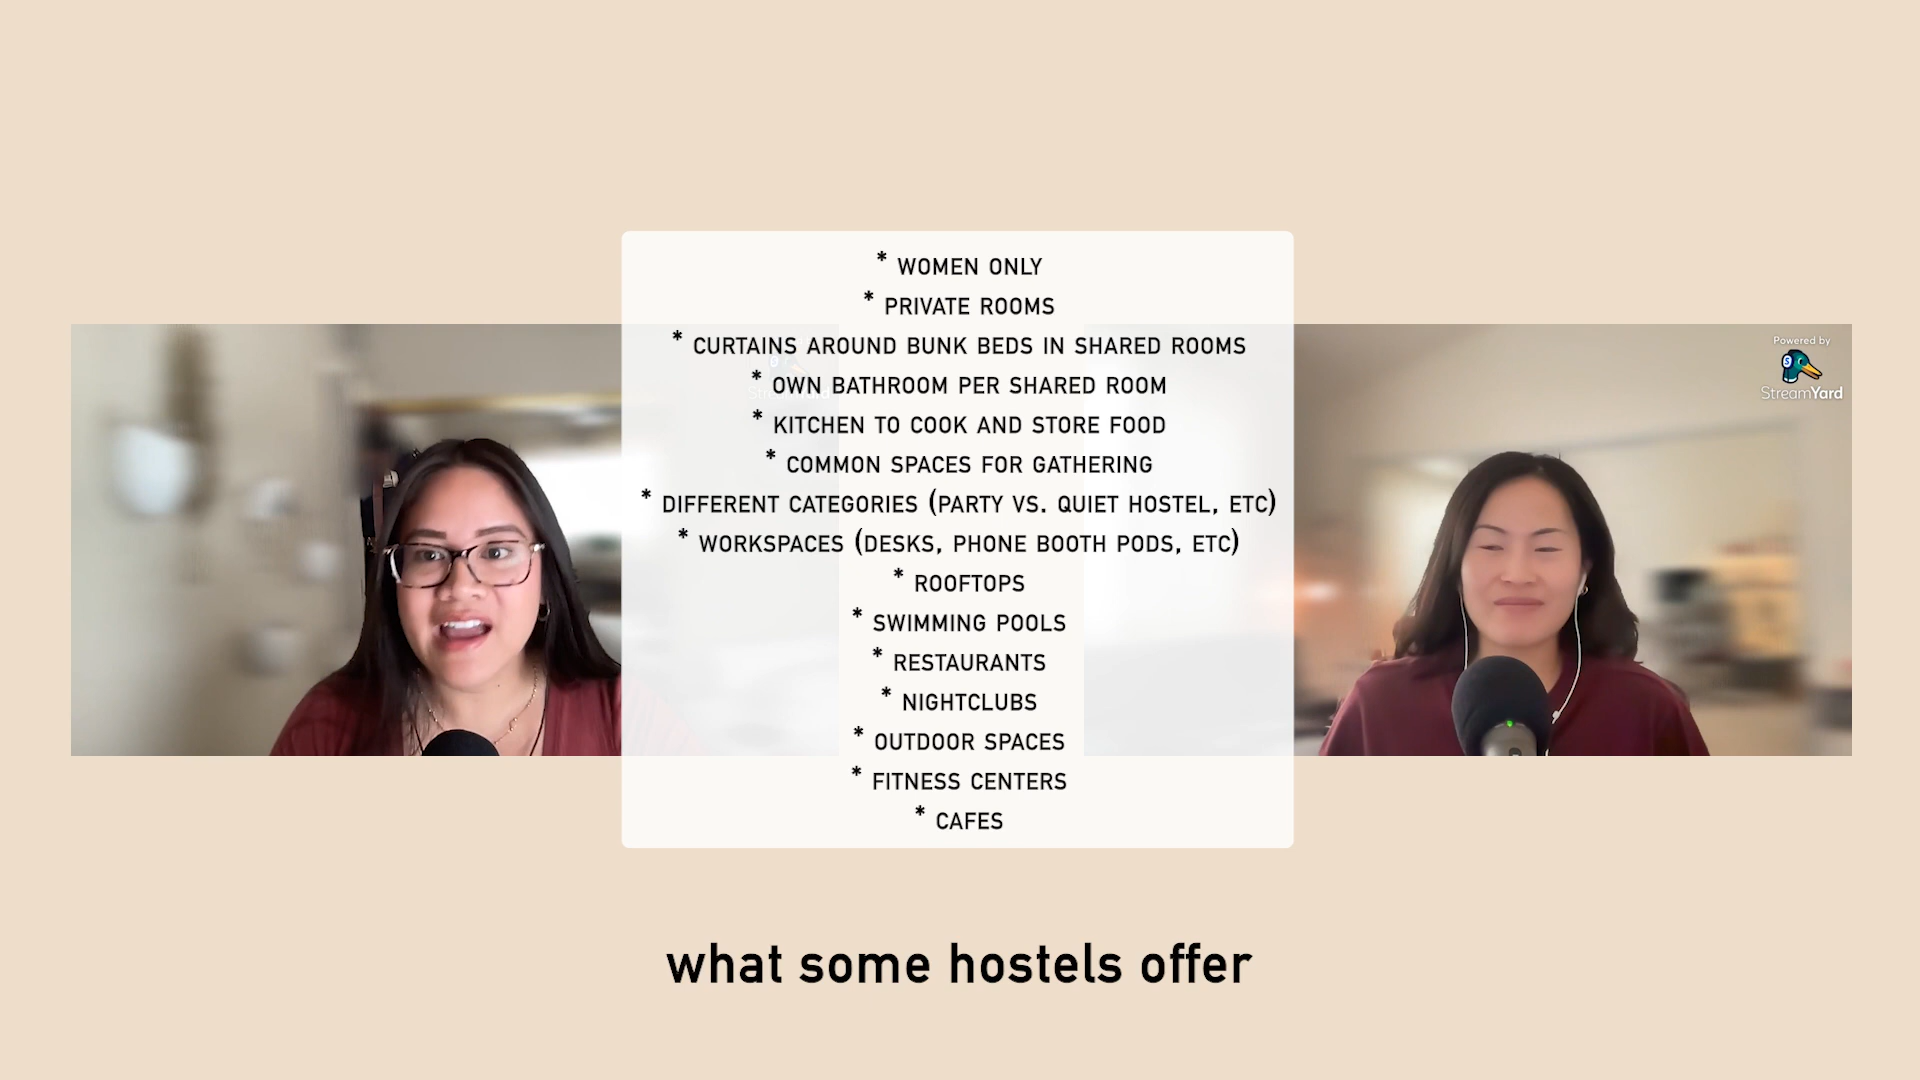 * WOMEN ONLY
* PRIVATE ROOMS
* CURTAINS AROUND BUNK BEDS IN SHARED ROOMS
* OWN BATHROOM PER SHARED ROOM
* KITCHEN TO COOK AND STORE FOOD
* COMMON SPACES FOR GATHERING
* DIFFERENT CATEGORIES (PARTY VS. QUIET HOSTEL, ETC)
* WORKSPACES (DESKS, PHONE BOOTH PODS, ETC)
* ROOFTOPS
* SWIMMING POOLS
* RESTAURANTS
* NIGHTCLUBS
* OUTDOOR SPACES
* FITNESS CENTERS
* CAFES
Powered by
StreamYard
what some hostels offer